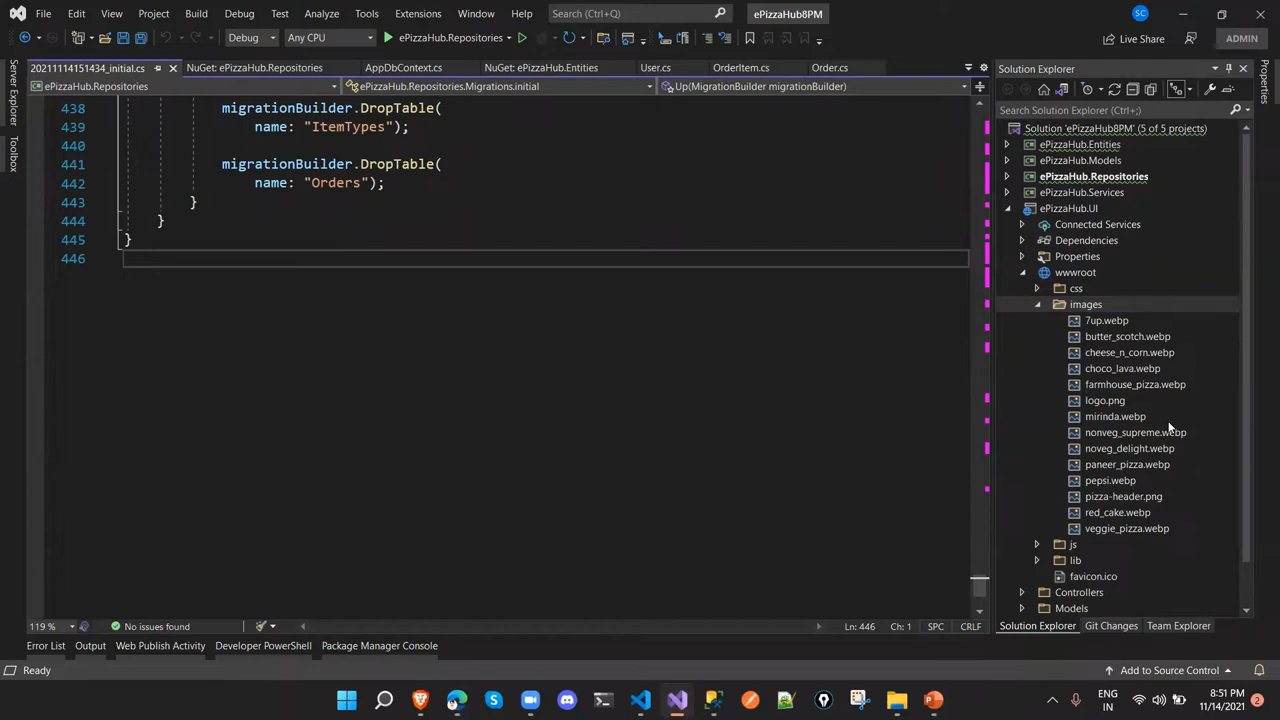 File Edit View Project Build Debug Test Analyze Tools Extensions Window Help Search (Ctrl+Q) ePizzaHub8PM SC
Debug Any CPU ePizzaHub.Repositories Live Share ADMIN
Server Explorer
Toolbox
20211114151434_initial.cs NuGet: ePizzaHub.Repositories AppDbContext.cs NuGet: ePizzaHub.Entities User.cs OrderItem.cs Order.cs
ePizzaHub.Repositories ePizzaHub.Repositories.Migrations.initial Up(MigrationBuilder migrationBuilder)
438 migrationBuilder.DropTable(
439 name: "ItemTypes");
440
441 migrationBuilder.DropTable(
442 name: "Orders");
443 }
444 }
445 }
446
119 % No issues found Ln: 446 Ch: 1 SPC CRLF
Solution Explorer
Search Solution Explorer (Ctrl+;)
Solution 'ePizzaHub8PM' (5 of 5 projects)
ePizzaHub.Entities
ePizzaHub.Models
ePizzaHub.Repositories
ePizzaHub.Services
ePizzaHub.UI
Connected Services
Dependencies
Properties
wwwroot
css
images
7up.webp
butter_scotch.webp
cheese_n_corn.webp
choco_lava.webp
farmhouse_pizza.webp
logo.png
mirinda.webp
nonveg_supreme.webp
noveg_delight.webp
paneer_pizza.webp
pepsi.webp
pizza-header.png
red_cake.webp
veggie_pizza.webp
js
lib
favicon.ico
Controllers
Models
Solution Explorer Git Changes Team Explorer
Properties
Error List Output Web Publish Activity Developer PowerShell Package Manager Console
Ready Add to Source Control
ENG
IN
8:51 PM
11/14/2021
2